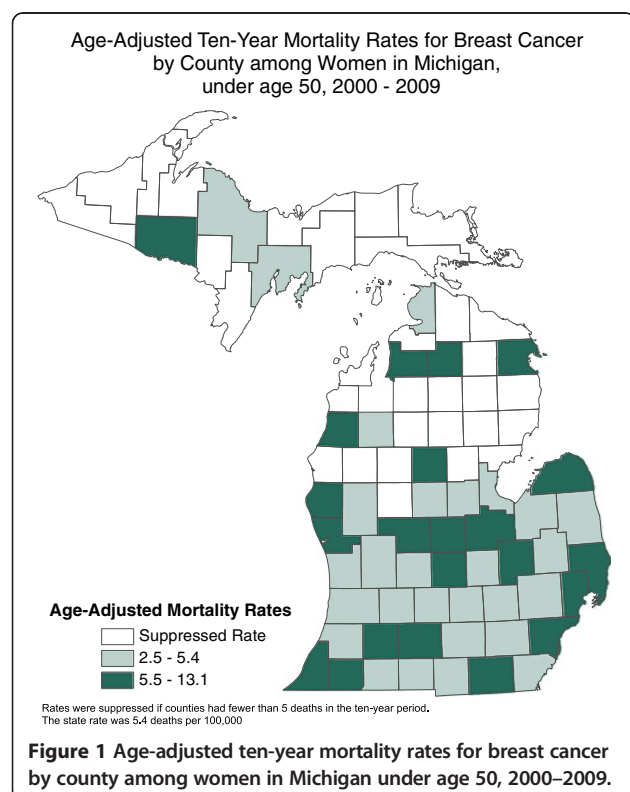 Age-Adjusted Ten-Year Mortality Rates for Breast Cancer
by County among Women in Michigan,
under age 50, 2000 - 2009
Age-Adjusted Mortality Rates
Suppressed Rate
2.5 - 5.4
5.5 - 13.1
Rates were suppressed if counties had fewer than 5 deaths in the ten-year period.
The state rate was 5.4 deaths per 100,000
Figure 1 Age-adjusted ten-year mortality rates for breast cancer
by county among women in Michigan under age 50, 2000–2009.